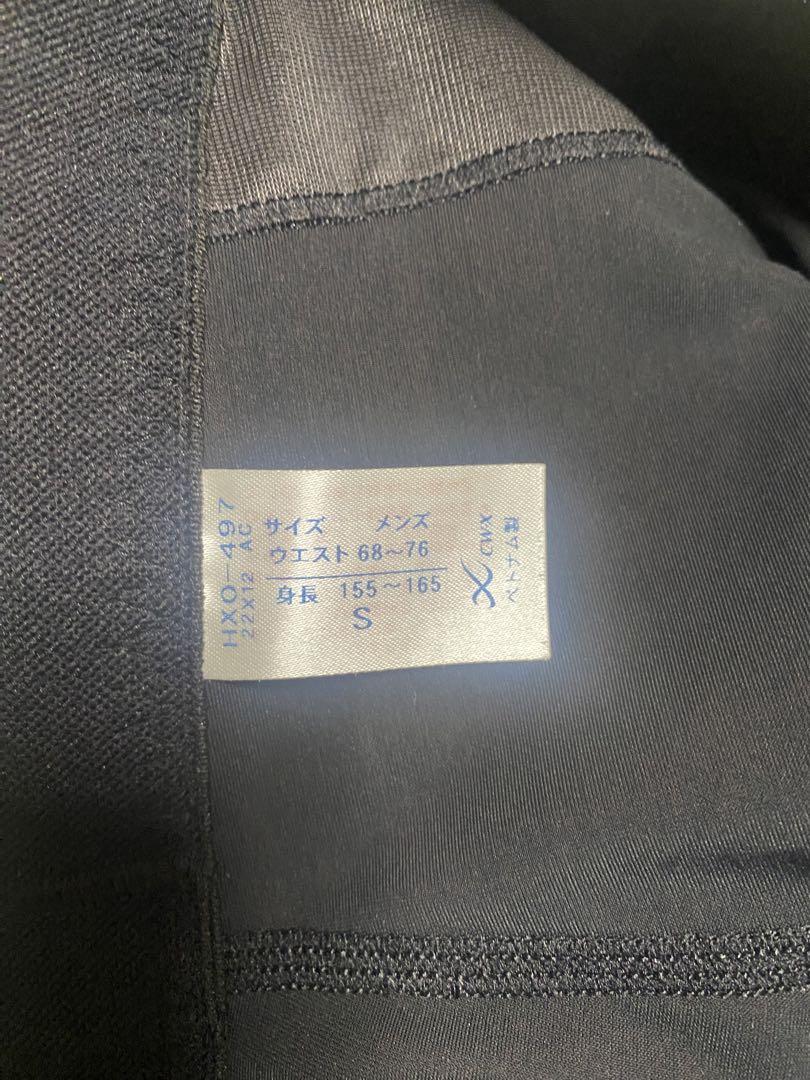 HXO-497
22X12 AC
サイズ メンズ
ウエスト 68~76
身長 155~165
S
CWX
ベトナム製